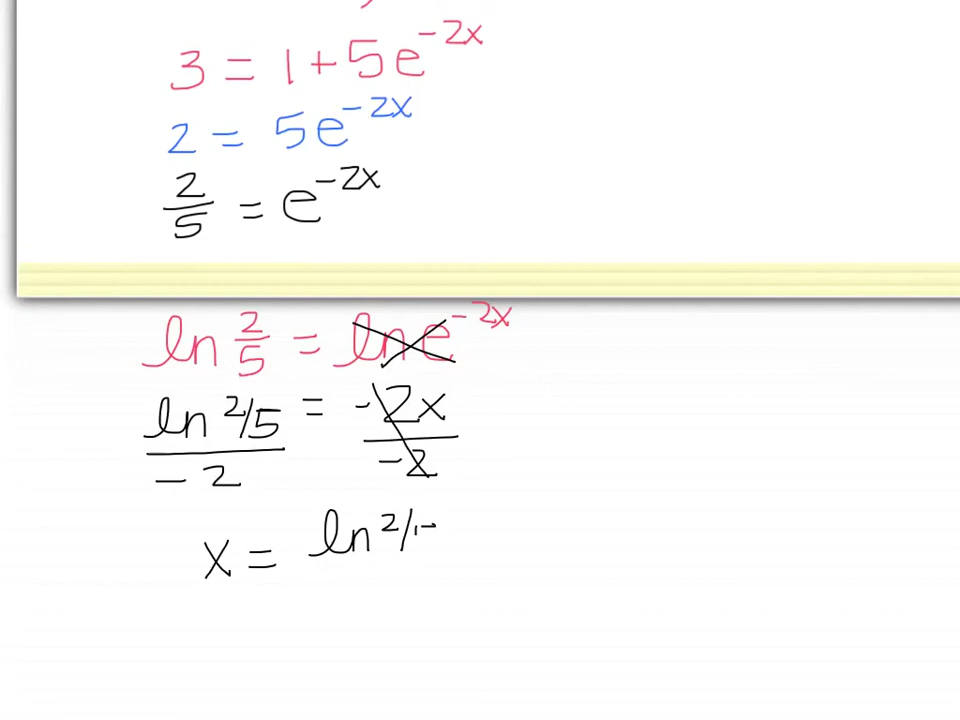 3 = 1 + 5e^-2x
2 = 5e^-2x
2/5 = e^-2x
ln 2/5 = ln e^-2x
ln 2/5 = -2x
-2 -2
x = ln 2/